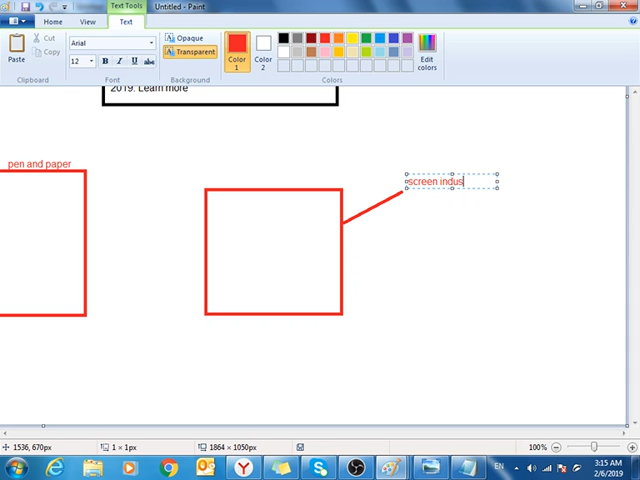 Text Tools
Untitled - Paint
Home
View
Text
Paste
Cut
Copy
Clipboard
Arial
12
B I U abc
Font
Opaque
Transparent
Background
Color 1
Color 2
Colors
Edit colors
2019. Learn more
pen and paper
screen indus
1536, 670px
1 × 1px
1864 × 1050px
100%
EN
3:15 AM
2/6/2019